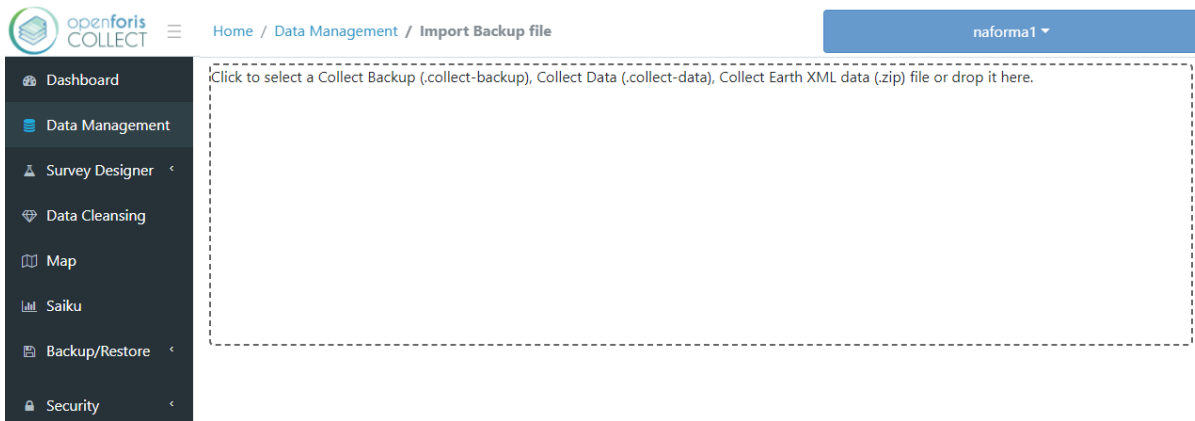 openforis
COLLECT
Home / Data Management / Import Backup file
naforma1
Click to select a Collect Backup (.collect-backup), Collect Data (.collect-data), Collect Earth XML data (.zip) file or drop it here.
Dashboard
Data Management
Survey Designer
Data Cleansing
Map
Saiku
Backup/Restore
Security